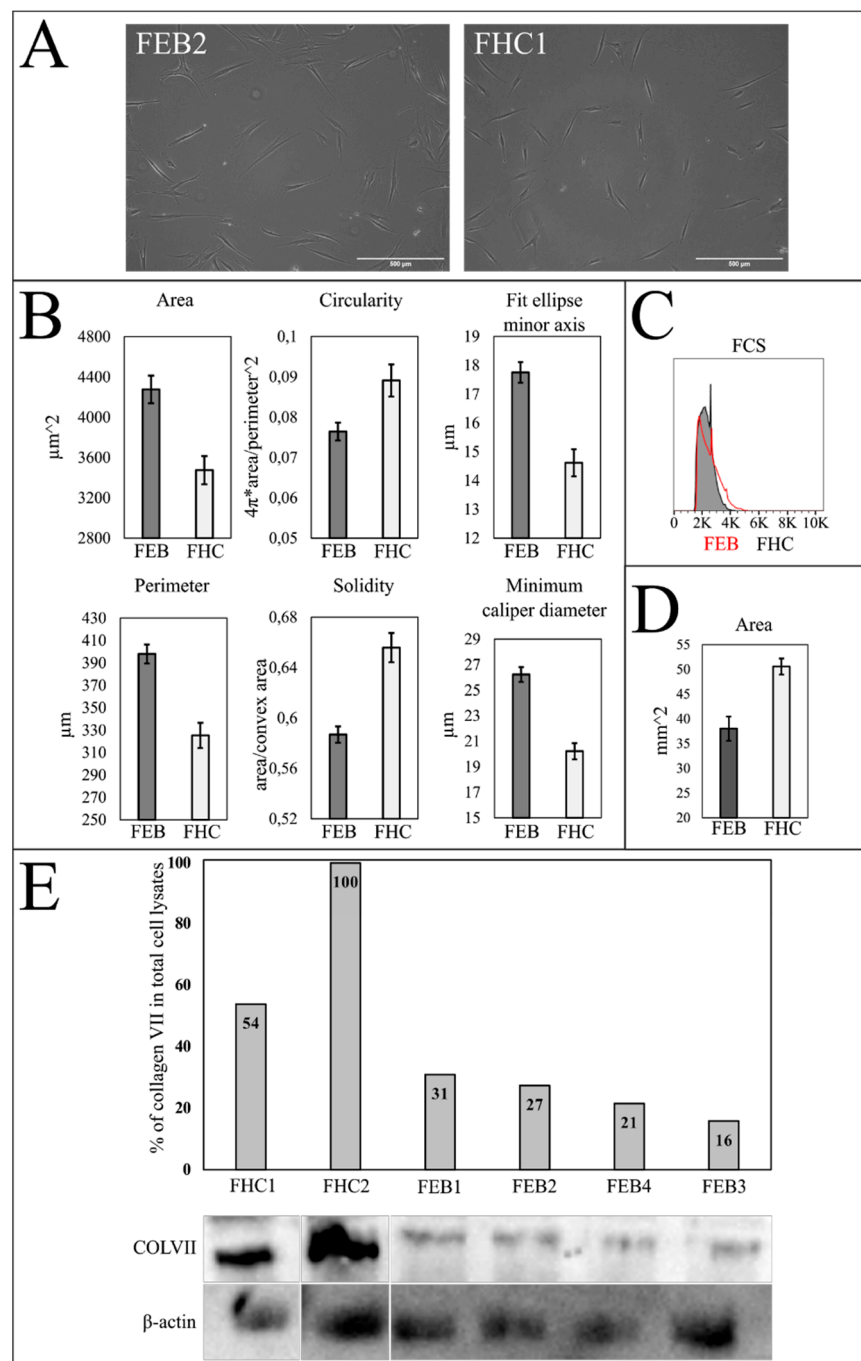 A
FEB2
FHC1
500 µm
500 µm
B
Area
4800
4400
4000
3600
3200
2800
µm^2
FEB FHC
Circularity
0,1
0,09
0,08
0,07
0,06
0,05
4π*area/perimeter^2
FEB FHC
Fit ellipse
minor axis
19
18
17
16
15
14
13
12
µm
FEB FHC
Perimeter
430
410
390
370
350
330
310
290
270
250
µm
FEB FHC
Solidity
0,68
0,64
0,6
0,56
0,52
area/convex area
FEB FHC
Minimum
caliper diameter
29
27
25
23
21
19
17
15
µm
FEB FHC
C
FCS
0 2K 4K 6K 8K 10K
FEB FHC
D
Area
55
50
45
40
35
30
25
20
mm^2
FEB FHC
E
% of collagen VII in total cell lysates
100
80
60
40
20
0
54
100
31
27
21
16
FHC1 FHC2 FEB1 FEB2 FEB4 FEB3
COLVII
β-actin